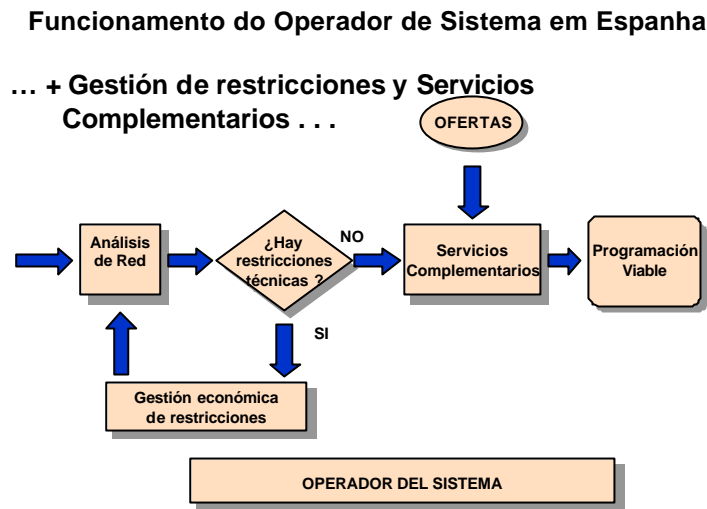 Funcionamento do Operador de Sistema em Espanha
… + Gestión de restricciones y Servicios
Complementarios . . .
OFERTAS
Análisis
de Red
¿Hay
restricciones
técnicas ?
NO
Servicios
Complementarios
Programación
Viable
SI
Gestión económica
de restricciones
OPERADOR DEL SISTEMA